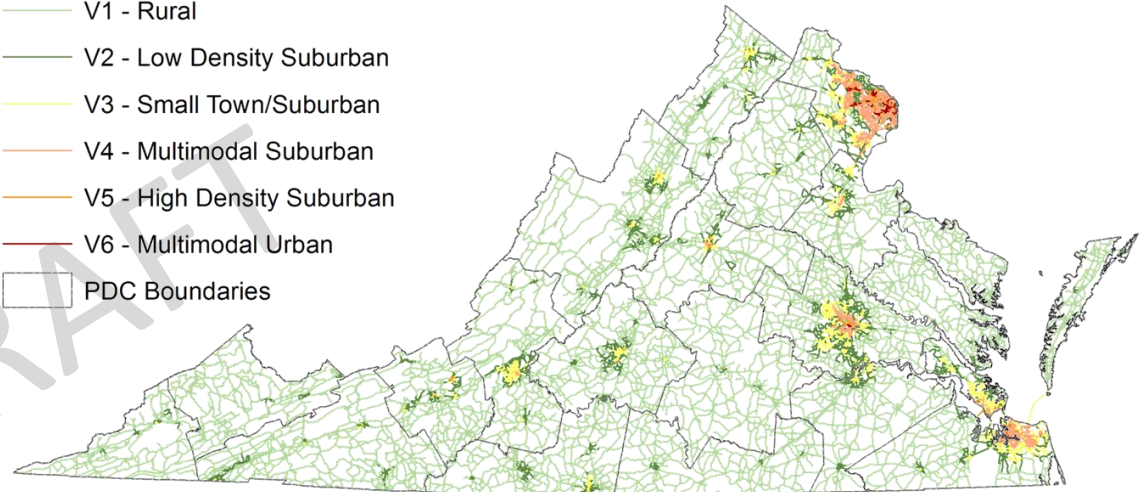 V1 - Rural
V2 - Low Density Suburban
V3 - Small Town/Suburban
V4 - Multimodal Suburban
V5 - High Density Suburban
V6 - Multimodal Urban
PDC Boundaries
RAFT